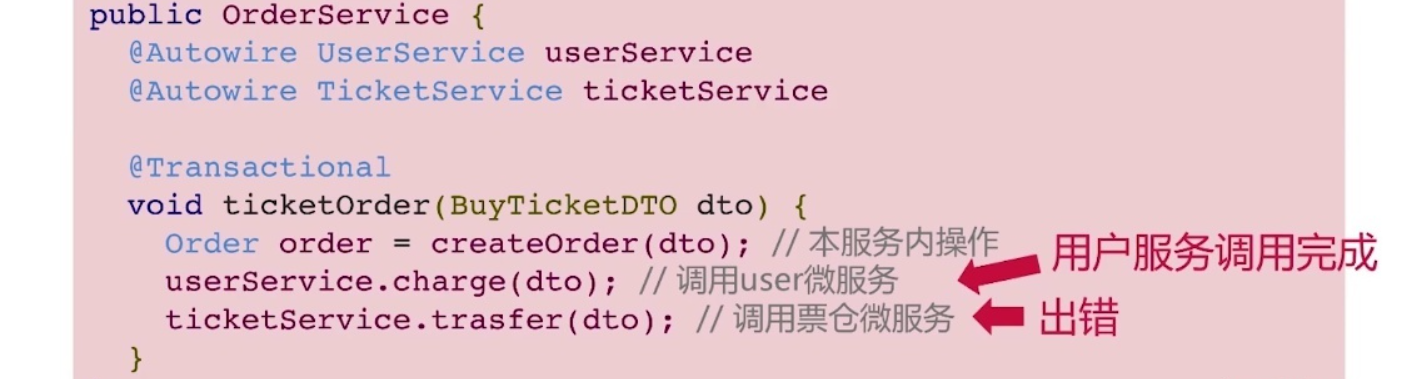 public OrderService {
@Autowire UserService userService
@Autowire TicketService ticketService
@Transactional
void ticketOrder(BuyTicketDTO dto) {
Order order = createOrder(dto); // 本服务内操作
userService.charge(dto); // 调用user微服务
用户服务调用完成
ticketService.trasfer(dto); // 调用票仓微服务
出错
}